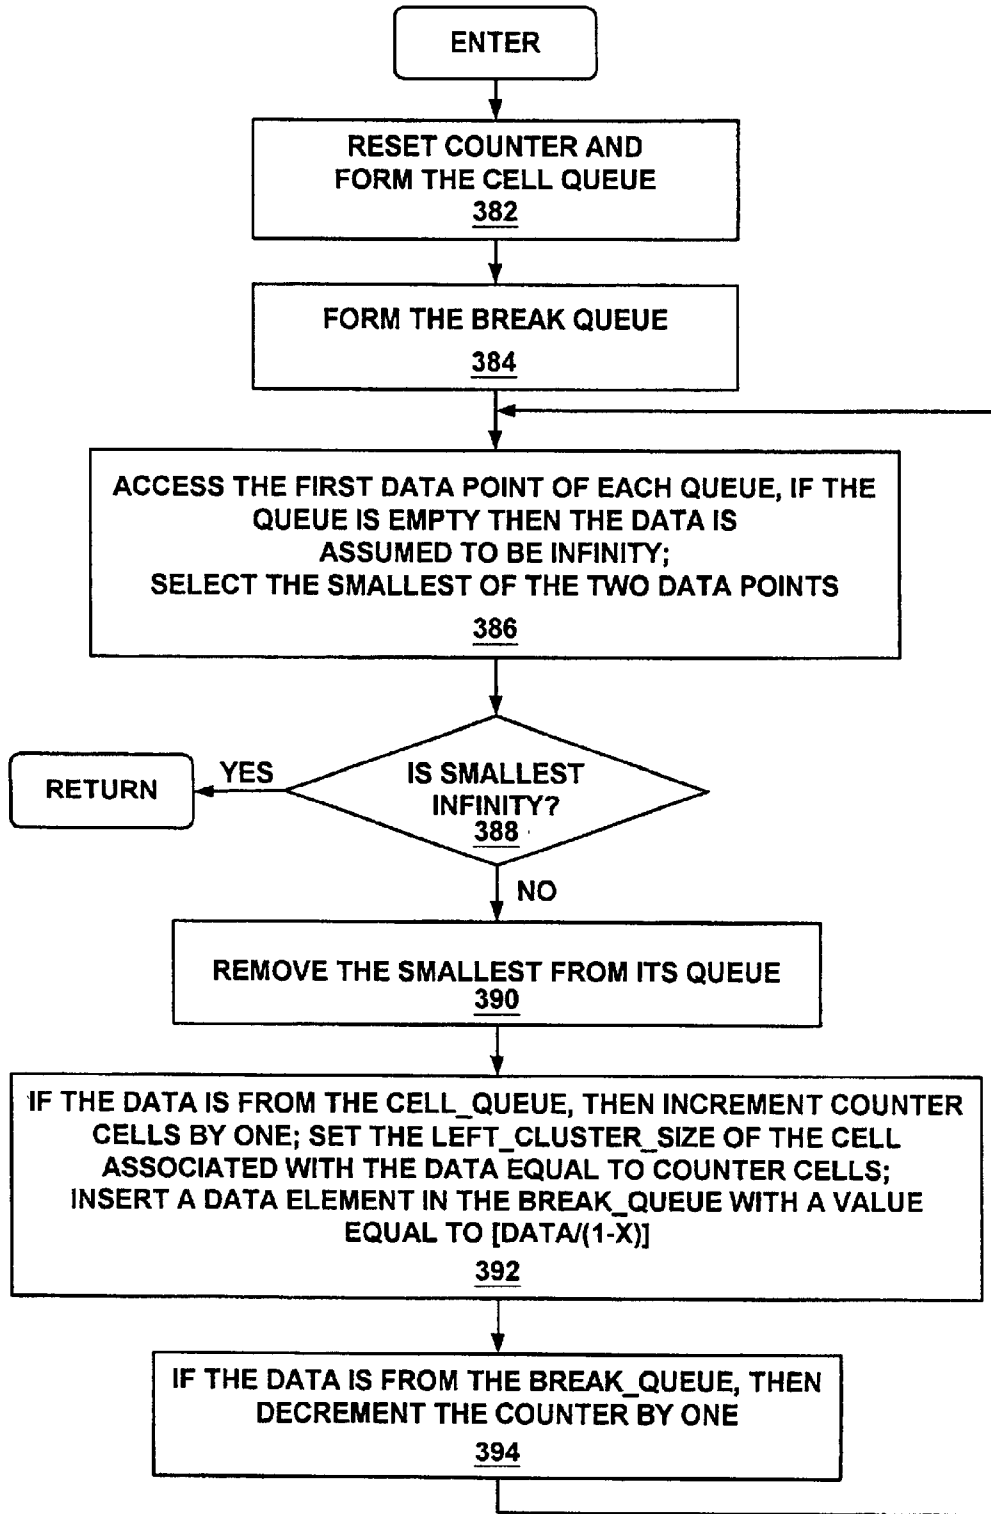 ENTER
RESET COUNTER AND
FORM THE CELL QUEUE
382
FORM THE BREAK QUEUE
384
ACCESS THE FIRST DATA POINT OF EACH QUEUE, IF THE
QUEUE IS EMPTY THEN THE DATA IS
ASSUMED TO BE INFINITY;
SELECT THE SMALLEST OF THE TWO DATA POINTS
386
IS SMALLEST
INFINITY?
388
YES
RETURN
NO
REMOVE THE SMALLEST FROM ITS QUEUE
390
IF THE DATA IS FROM THE CELL_QUEUE, THEN INCREMENT COUNTER
CELLS BY ONE; SET THE LEFT_CLUSTER_SIZE OF THE CELL
ASSOCIATED WITH THE DATA EQUAL TO COUNTER CELLS;
INSERT A DATA ELEMENT IN THE BREAK_QUEUE WITH A VALUE
EQUAL TO [DATA/(1-X)]
392
IF THE DATA IS FROM THE BREAK_QUEUE, THEN
DECREMENT THE COUNTER BY ONE
394